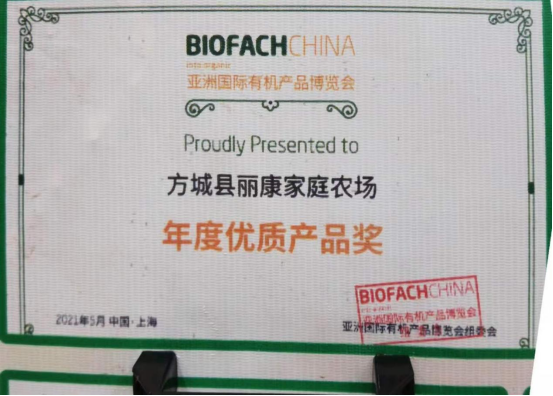 BIOFACHCHINA
into organic
亚洲国际有机产品博览会
Proudly Presented to
方城县丽康家庭农场
年度优质产品奖
BIOFACHCHINA
亚洲国际有机产品博览会
2021年5月 中国·上海
亚洲国际有机产品博览会组委会